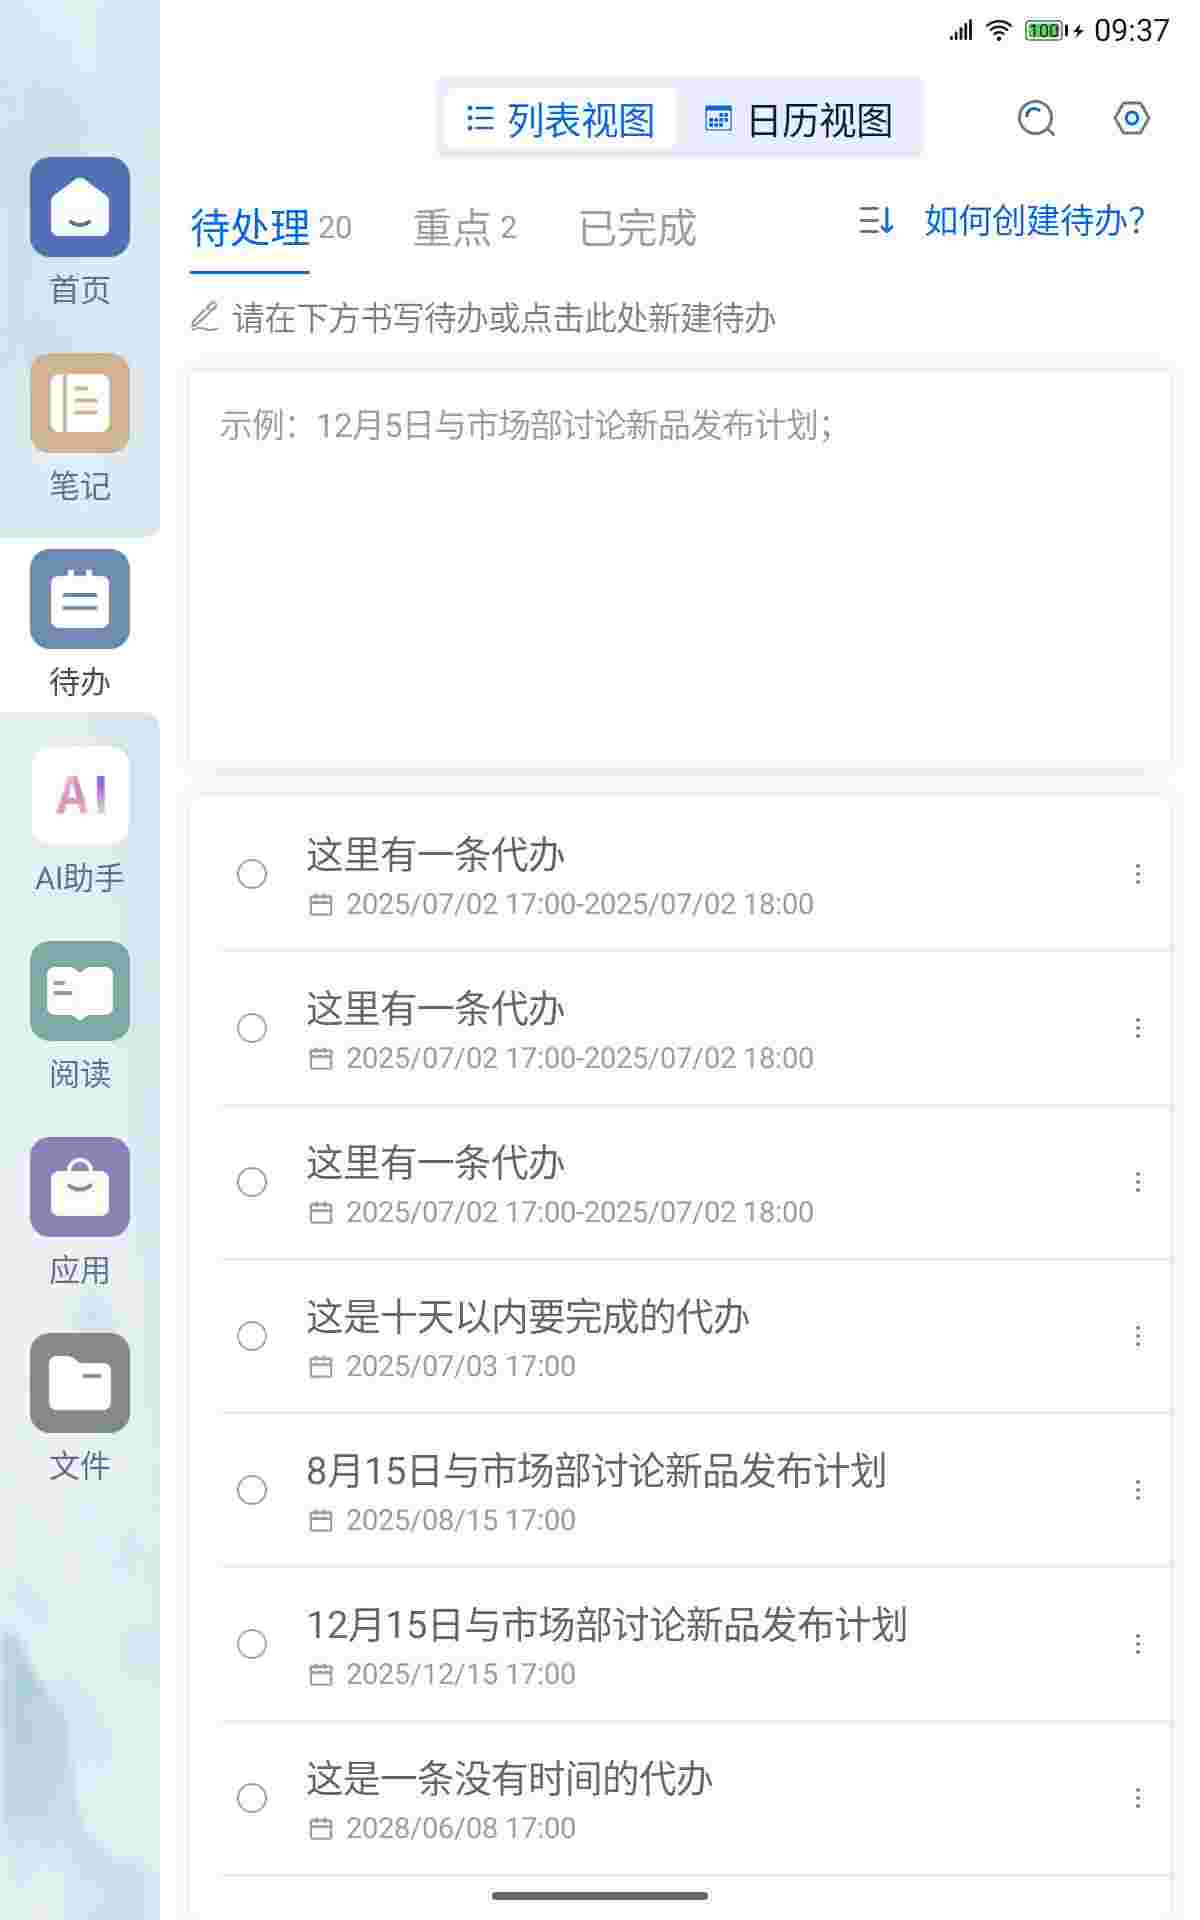 100 09:37
列表视图 日历视图
待处理 20 重点 2 已完成 如何创建待办?
请在下方书写待办或点击此处新建待办
示例：12月5日与市场部讨论新品发布计划；
首页
笔记
待办
AI
AI助手
阅读
应用
文件
这里有一条代办
2025/07/02 17:00-2025/07/02 18:00
这里有一条代办
2025/07/02 17:00-2025/07/02 18:00
这里有一条代办
2025/07/02 17:00-2025/07/02 18:00
这是十天以内要完成的代办
2025/07/03 17:00
8月15日与市场部讨论新品发布计划
2025/08/15 17:00
12月15日与市场部讨论新品发布计划
2025/12/15 17:00
这是一条没有时间的代办
2028/06/08 17:00